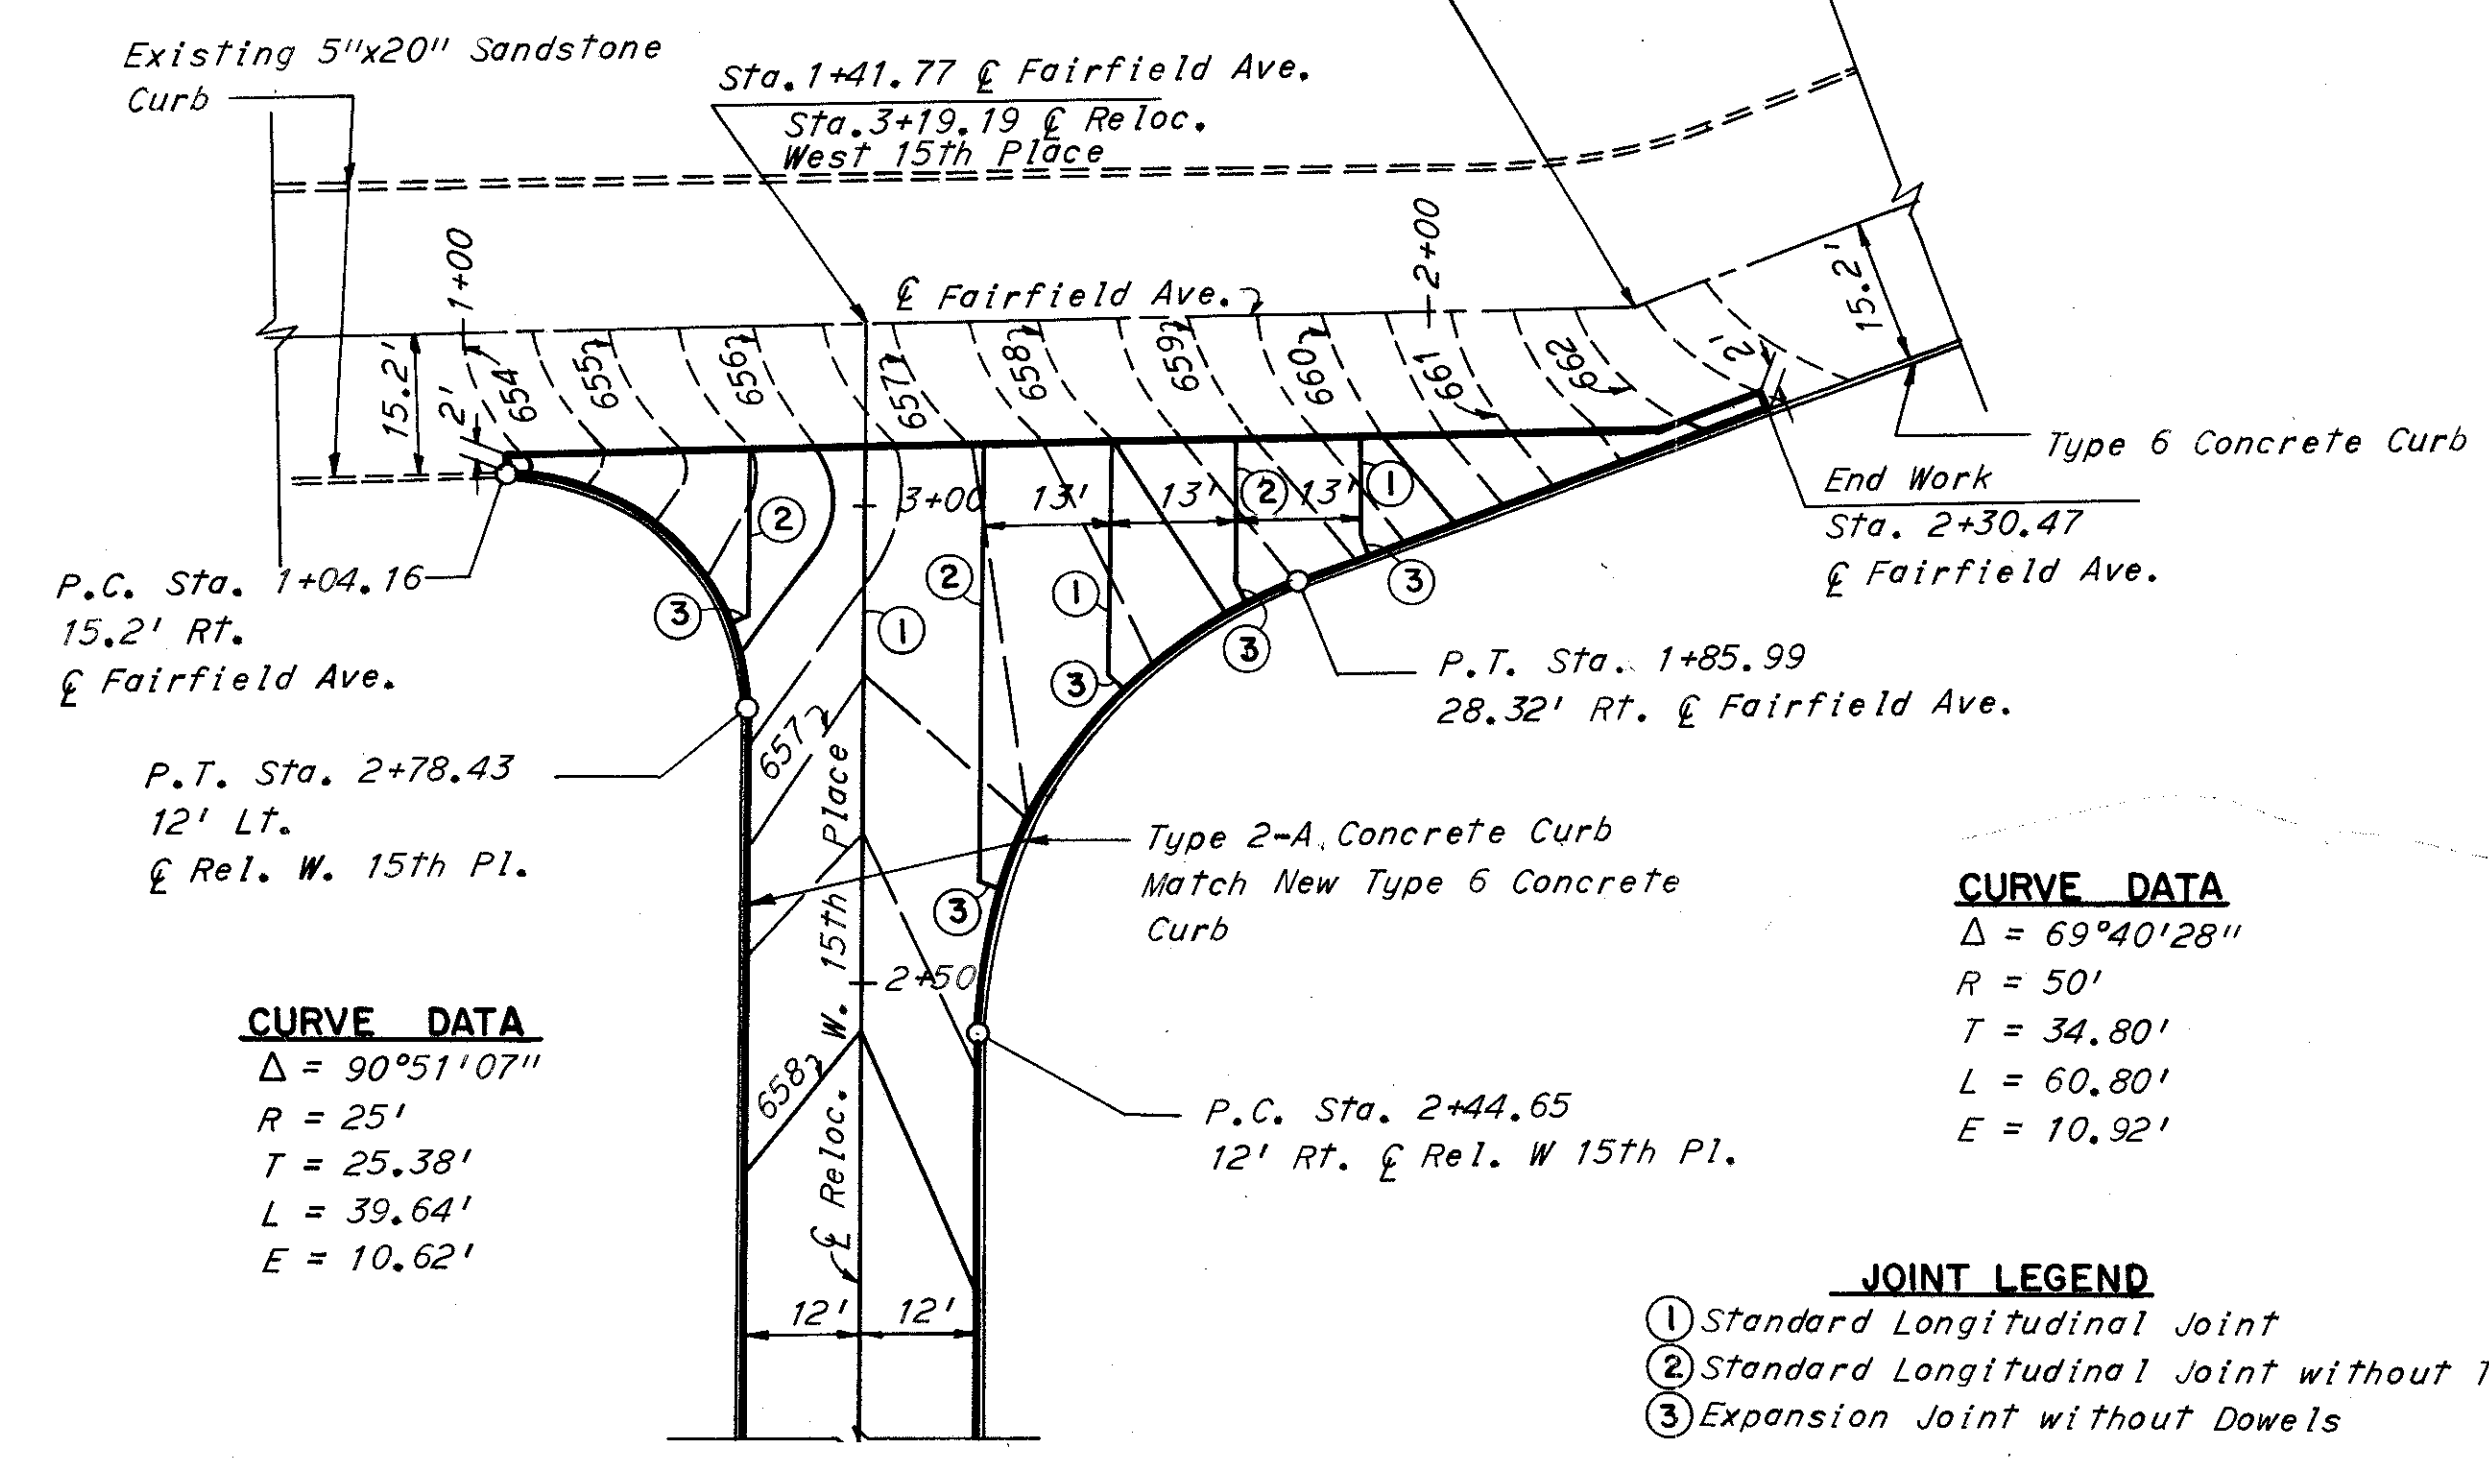 Existing 5"x20" Sandstone
Curb
Sta. 1+41.77 ℄ Fairfield Ave.
Sta. 3+19.19 ℄ Reloc.
West 15th Place
1+00
2+00
℄ Fairfield Ave.
15.2'
2'
654
655
656
657
658
659
660
661
662
2'
15.2'
Type 6 Concrete Curb
End Work
Sta. 2+30.47
℄ Fairfield Ave.
3+00
13'
13'
13'
2
1
2
2
1
1
3
3
3
3
3
P.C. Sta. 1+04.16
15.2' Rt.
℄ Fairfield Ave.
P.T. Sta. 1+85.99
28.32' Rt. ℄ Fairfield Ave.
P.T. Sta. 2+78.43
12' Lt.
℄ Rel. W. 15th Pl.
657
Type 2-A Concrete Curb
Match New Type 6 Concrete
Curb
2+50
℄ Reloc. W. 15th Place
658
12'
12'
P.C. Sta. 2+44.65
12' Rt. ℄ Rel. W 15th Pl.
CURVE DATA
Δ = 90°51'07"
R = 25'
T = 25.38'
L = 39.64'
E = 10.62'
CURVE DATA
Δ = 69°40'28"
R = 50'
T = 34.80'
L = 60.80'
E = 10.92'
JOINT LEGEND
1 Standard Longitudinal Joint
2 Standard Longitudinal Joint without
3 Expansion Joint without Dowels